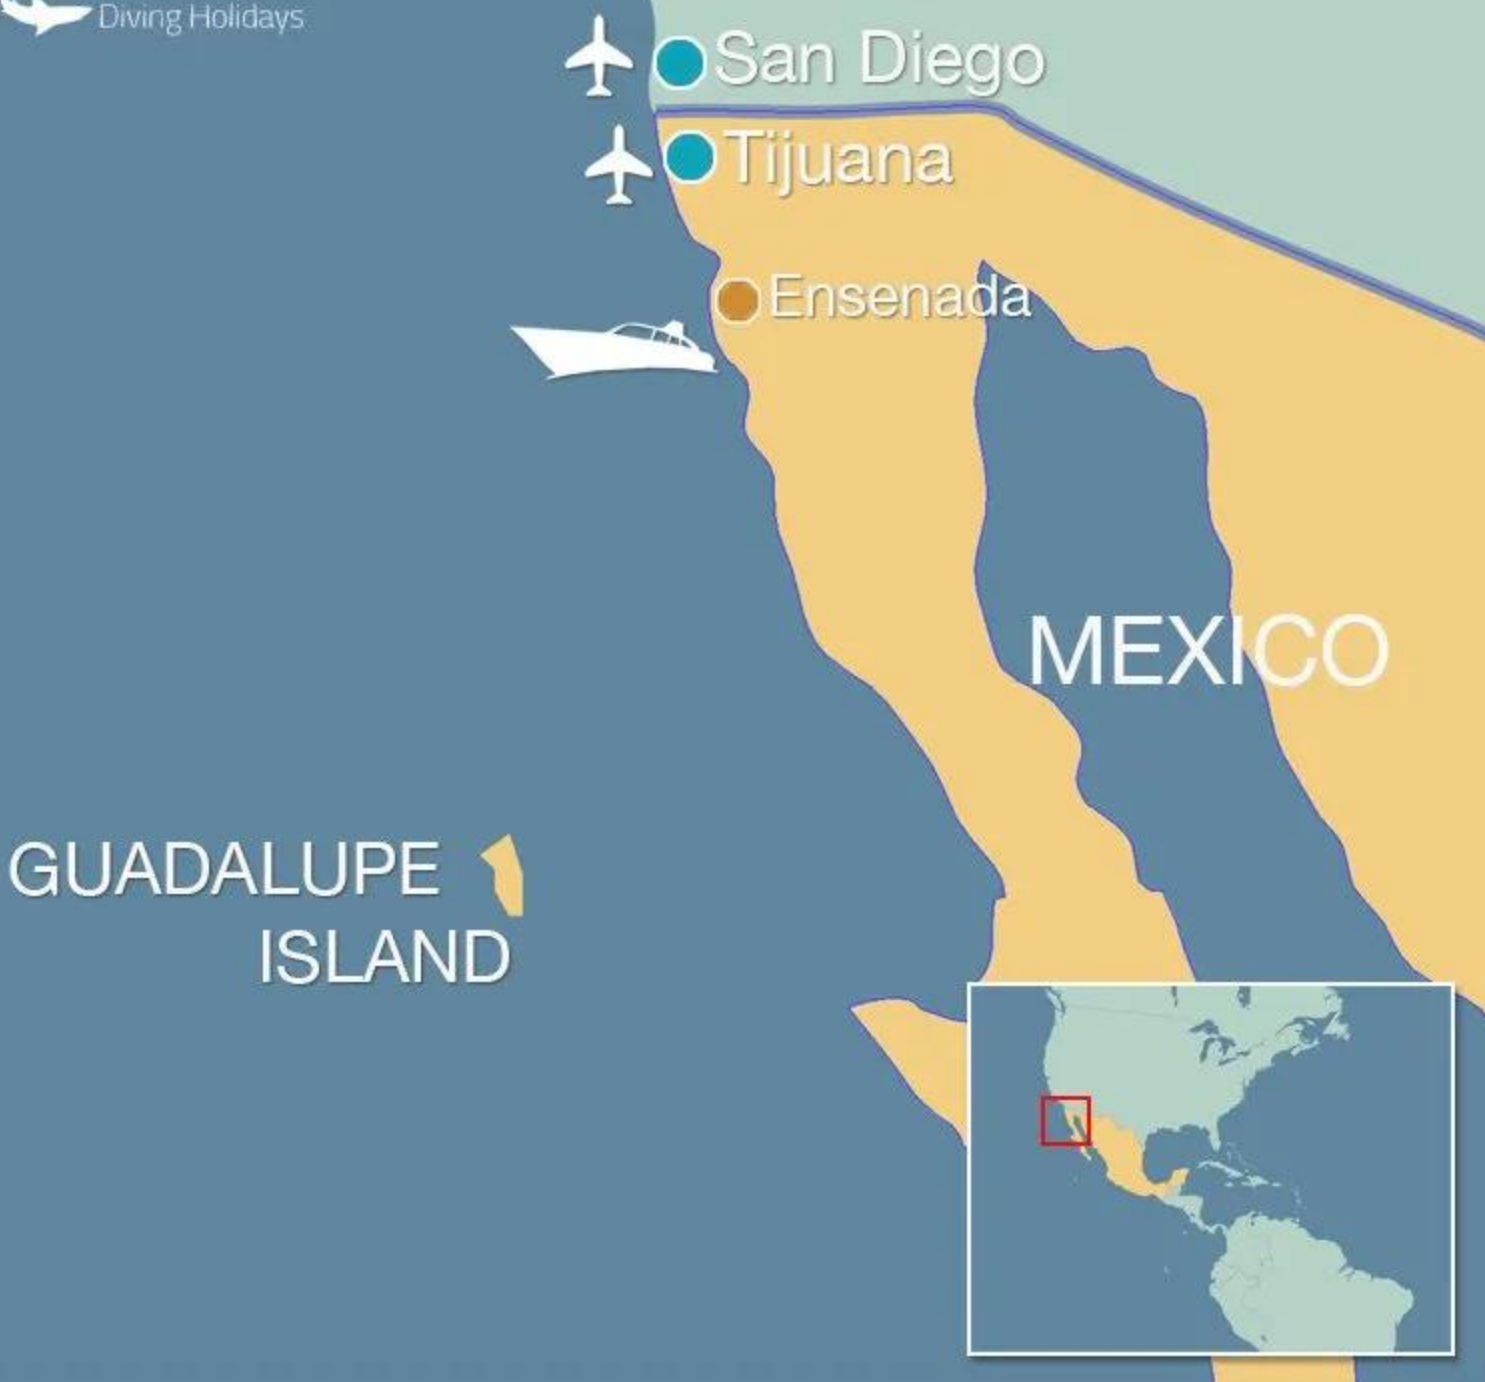 Diving Holidays
San Diego
Tijuana
Ensenada
MEXICO
GUADALUPE
ISLAND